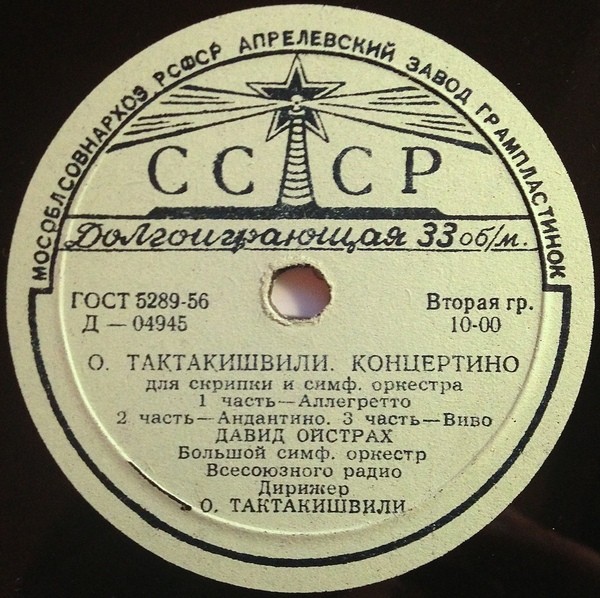 МОСОБЛСОВНАРХОЗ РСФСР АПРЕЛЕВСКИЙ ЗАВОД ГРАМПЛАСТИНОК
СССР
Долгоиграющая 33 об/м.
ГОСТ 5289-56 Вторая гр.
Д — 04945 10-00
О. ТАКТАКИШВИЛИ. КОНЦЕРТИНО
для скрипки и симф. оркестра
1 часть—Аллегретто
2 часть—Андантино. 3 часть—Виво
ДАВИД ОЙСТРАХ
Большой симф. оркестр
Всесоюзного радио
Дирижер
О. ТАКТАКИШВИЛИ